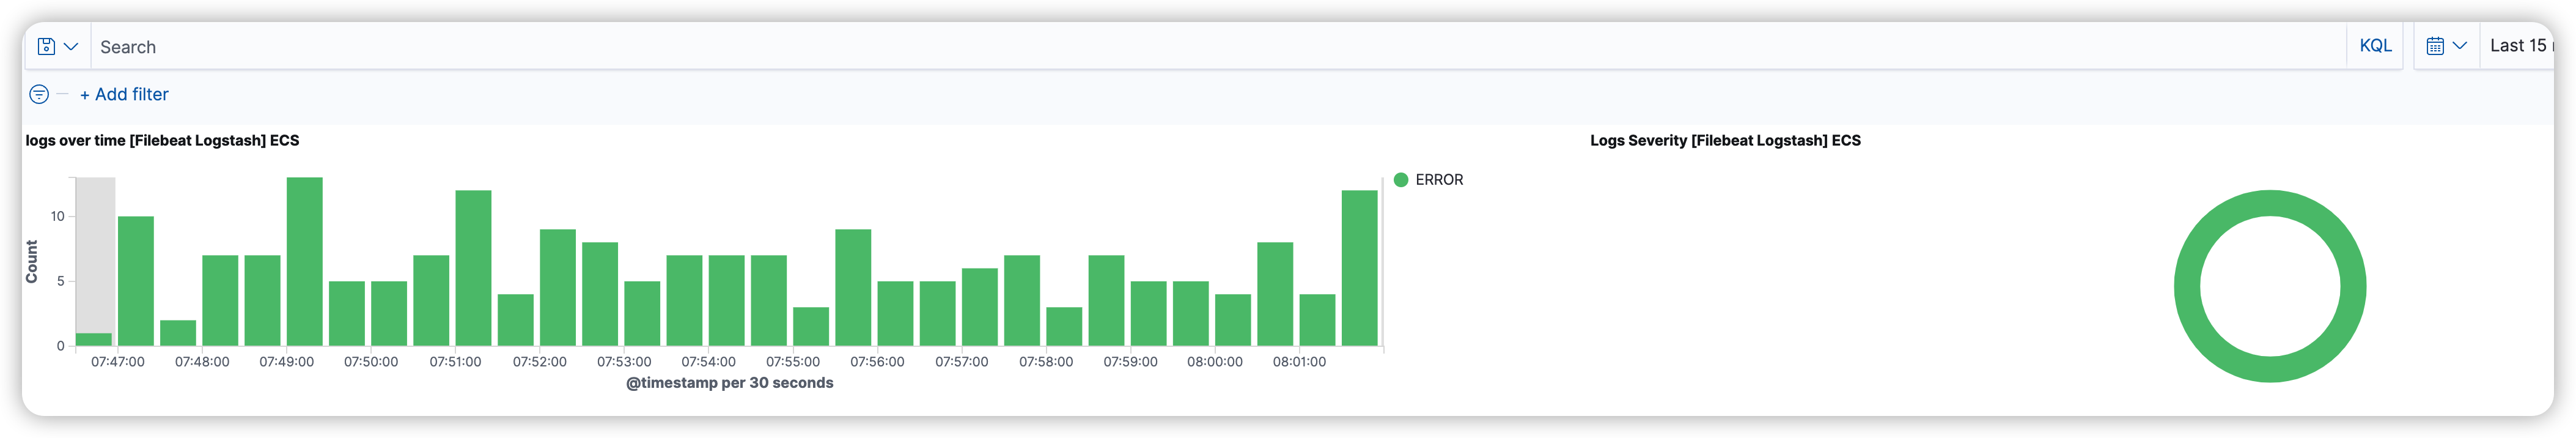 Search
KQL
Last 15
+ Add filter
logs over time [Filebeat Logstash] ECS
Logs Severity [Filebeat Logstash] ECS
ERROR
Count
10
5
0
07:47:00 07:48:00 07:49:00 07:50:00 07:51:00 07:52:00 07:53:00 07:54:00 07:55:00 07:56:00 07:57:00 07:58:00 07:59:00 08:00:00 08:01:00
@timestamp per 30 seconds